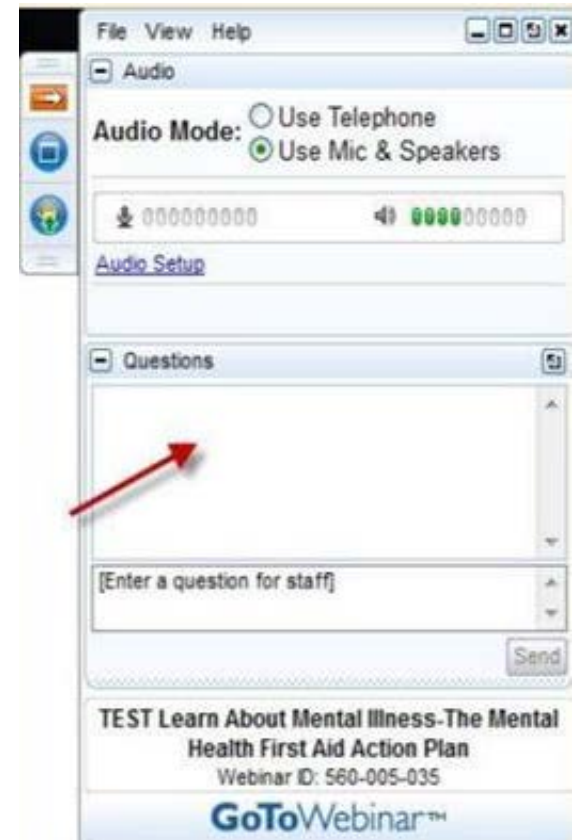 File View Help
Audio
Audio Mode: Use Telephone
Use Mic & Speakers
Audio Setup
Questions
[Enter a question for staff]
Send
TEST Learn About Mental Illness-The Mental
Health First Aid Action Plan
Webinar ID: 560-005-035
GoToWebinar™